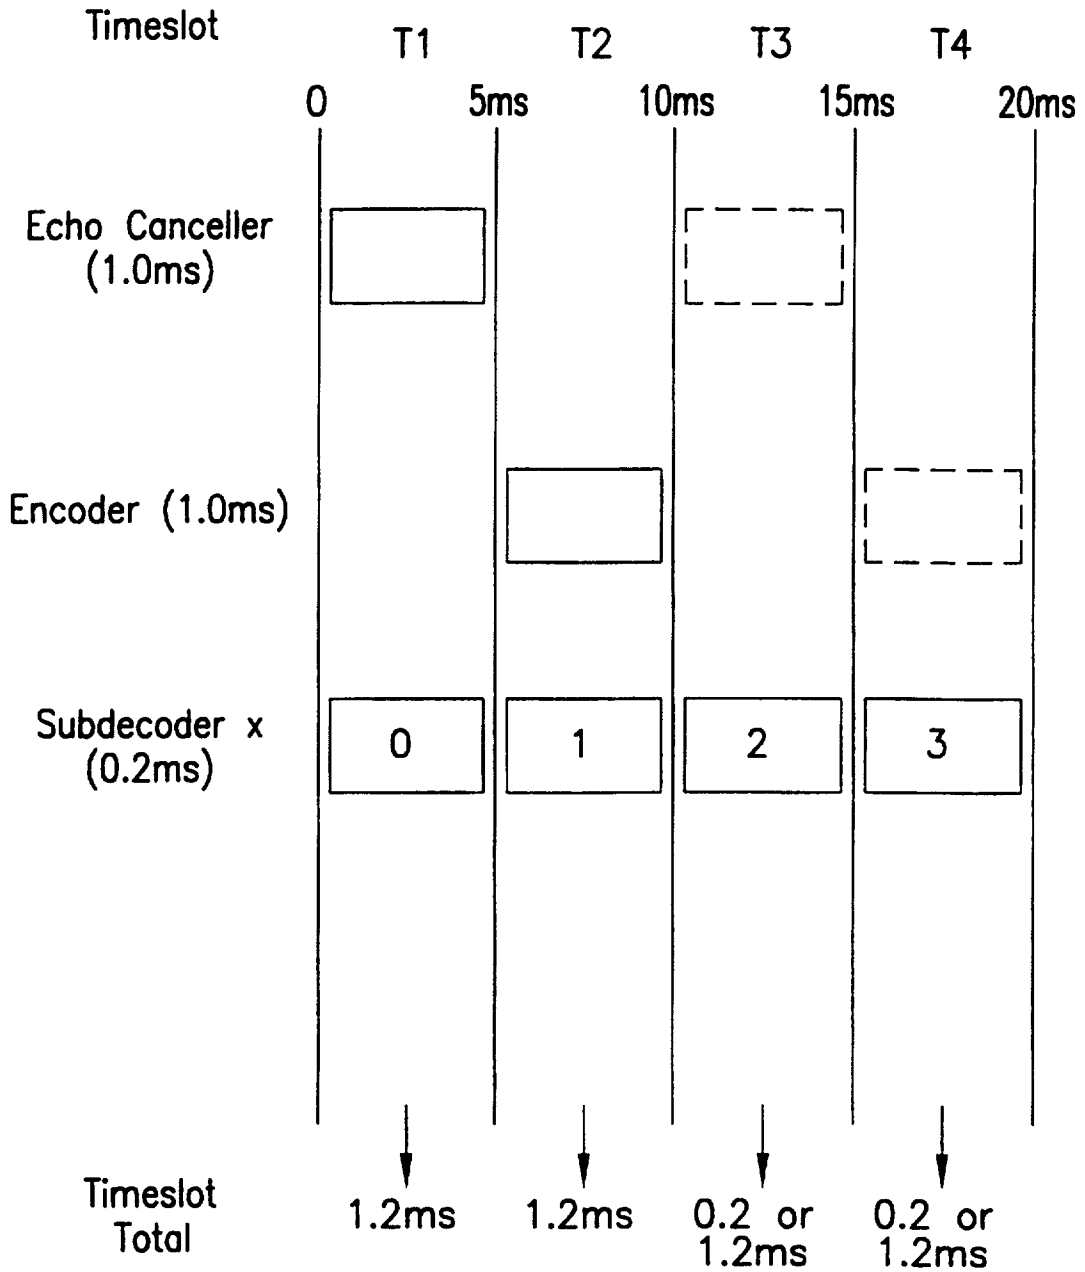 Timeslot T1 T2 T3 T4
0 5ms 10ms 15ms 20ms
Echo Canceller
(1.0ms)
Encoder (1.0ms)
Subdecoder x
(0.2ms)
0 1 2 3
Timeslot
Total
1.2ms 1.2ms 0.2 or 0.2 or
1.2ms 1.2ms